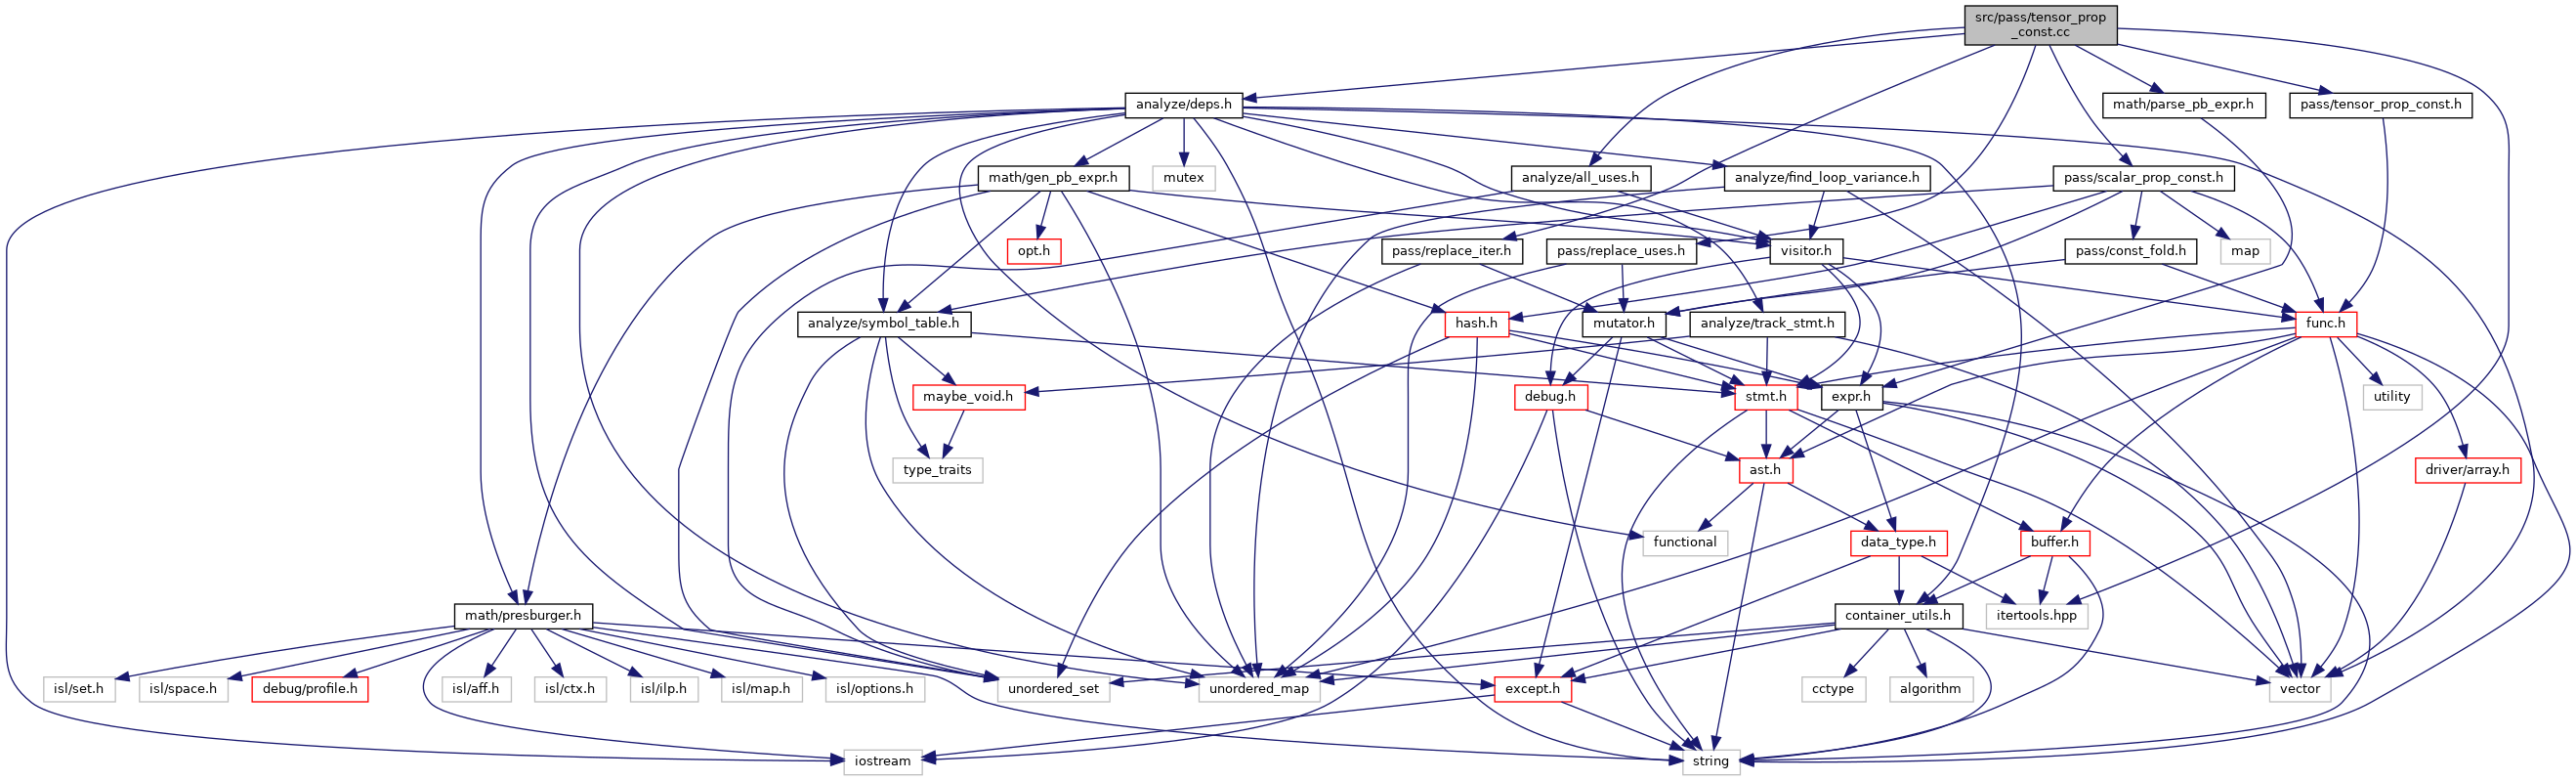 src/pass/tensor_prop
_const.cc
analyze/deps.h
math/parse_pb_expr.h
pass/tensor_prop_const.h
math/gen_pb_expr.h
mutex
analyze/all_uses.h
analyze/find_loop_variance.h
pass/scalar_prop_const.h
opt.h
pass/replace_iter.h
pass/replace_uses.h
visitor.h
pass/const_fold.h
map
analyze/symbol_table.h
hash.h
mutator.h
analyze/track_stmt.h
func.h
maybe_void.h
debug.h
stmt.h
expr.h
utility
type_traits
ast.h
driver/array.h
functional
data_type.h
buffer.h
math/presburger.h
container_utils.h
itertools.hpp
isl/set.h
isl/space.h
debug/profile.h
isl/aff.h
isl/ctx.h
isl/ilp.h
isl/map.h
isl/options.h
unordered_set
unordered_map
except.h
cctype
algorithm
vector
iostream
string